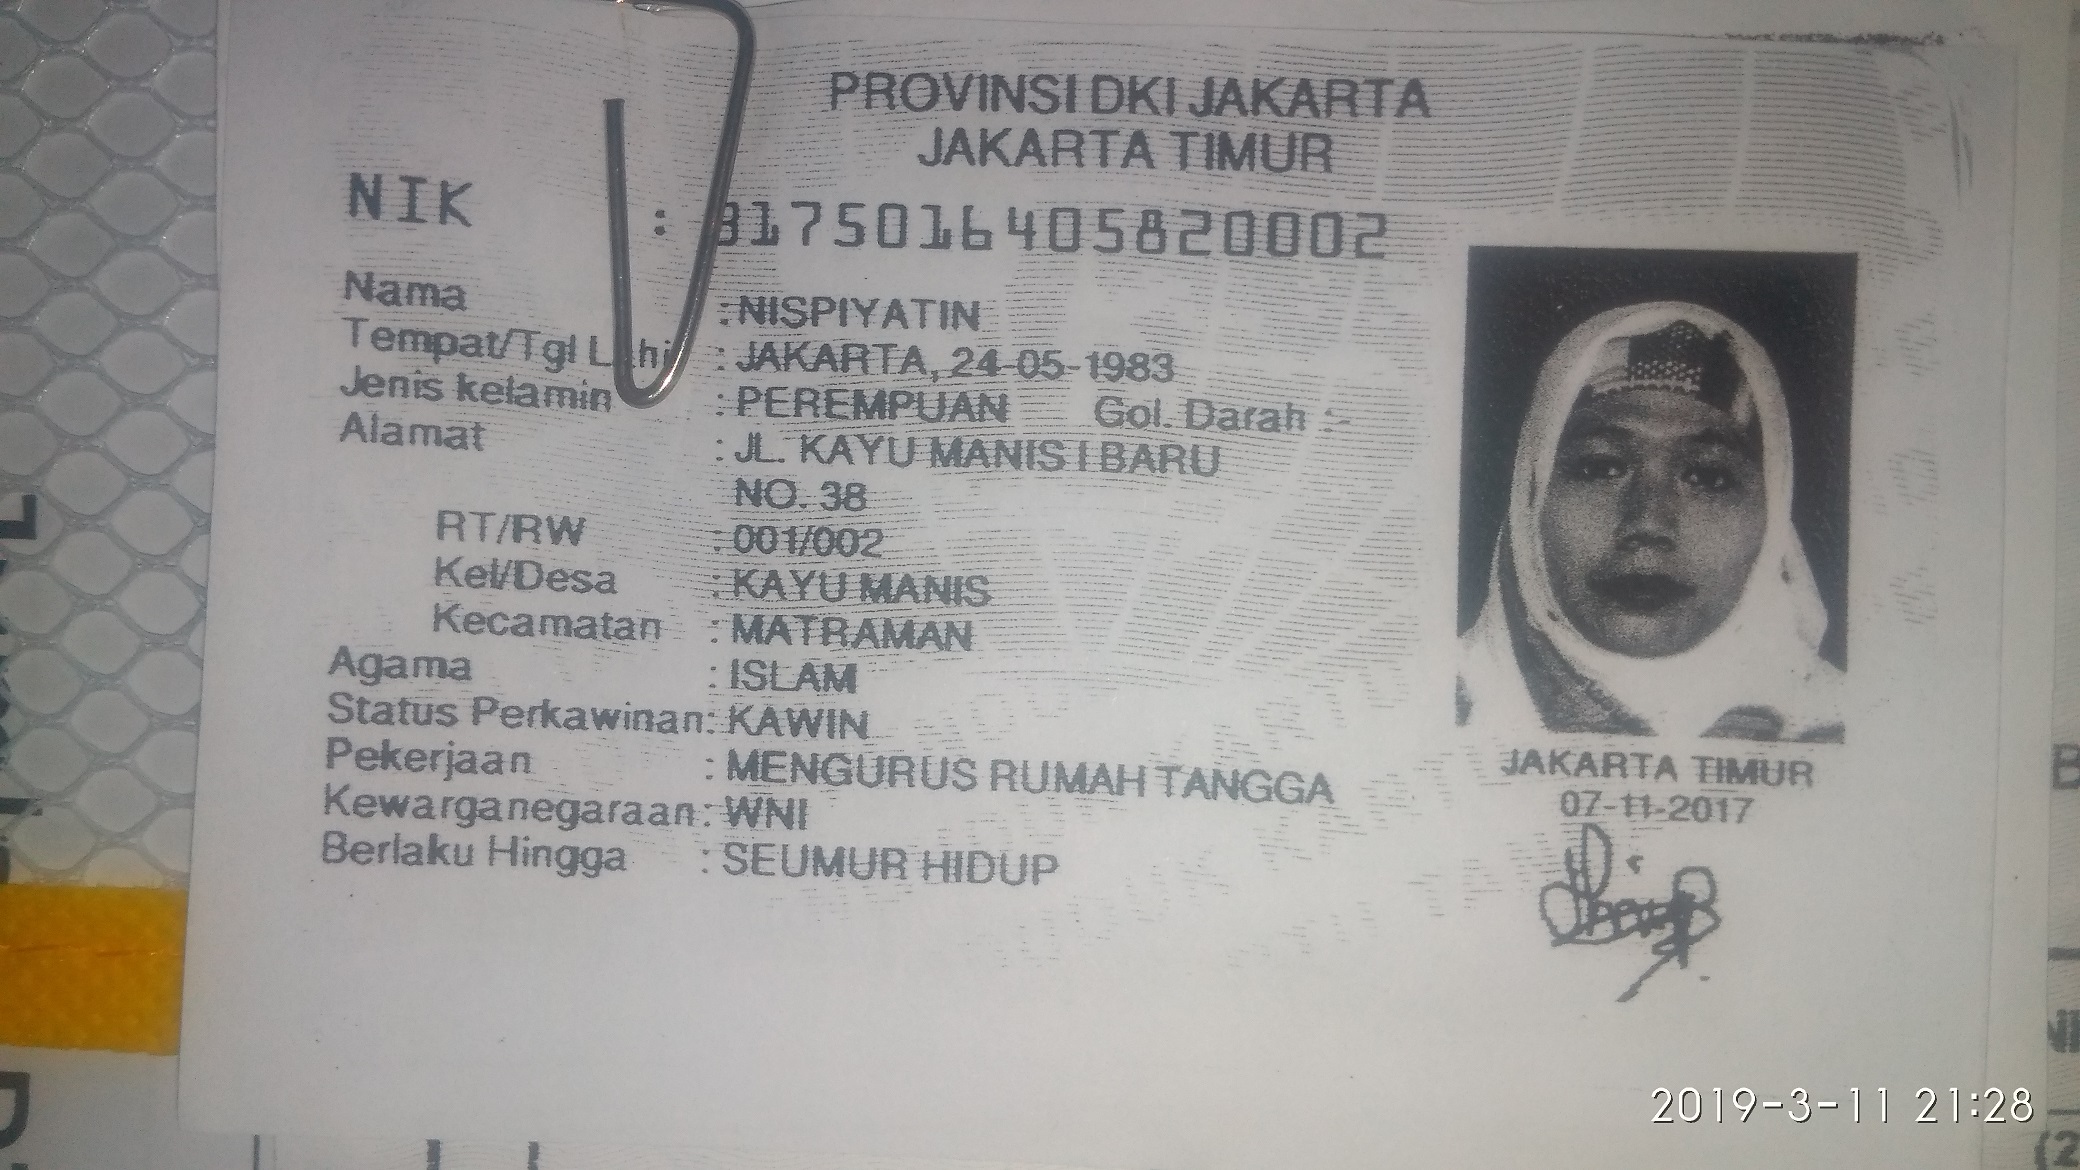 PROVINSI DKI JAKARTA
JAKARTA TIMUR
NIK : 3175016405820002
Nama : NISPIYATIN
Tempat/Tgl Lahi : JAKARTA, 24-05-1983
Jenis kelamin : PEREMPUAN Gol. Darah :-
Alamat : JL. KAYU MANIS I BARU
NO. 38
RT/RW : 001/002
Kel/Desa : KAYU MANIS
Kecamatan : MATRAMAN
Agama : ISLAM
Status Perkawinan: KAWIN
Pekerjaan : MENGURUS RUMAH TANGGA
Kewarganegaraan: WNI
Berlaku Hingga : SEUMUR HIDUP
JAKARTA TIMUR
07-11-2017
2019-3-11 21:28